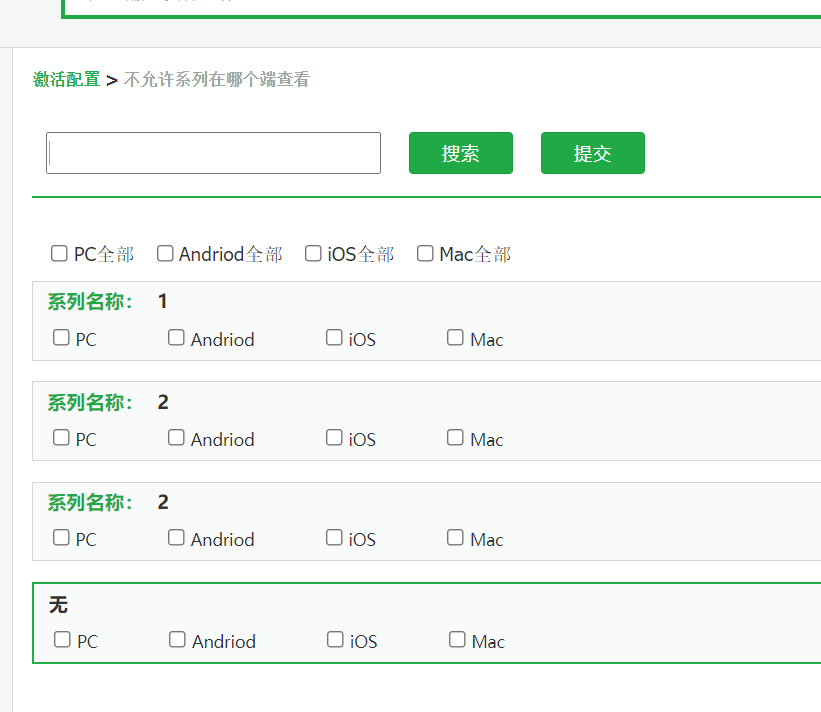 激活配置 > 不允许系列在哪个端查看
搜索 提交
PC全部 Andriod全部 iOS全部 Mac全部
系列名称： 1
PC Andriod iOS Mac
系列名称： 2
PC Andriod iOS Mac
系列名称： 2
PC Andriod iOS Mac
无
PC Andriod iOS Mac